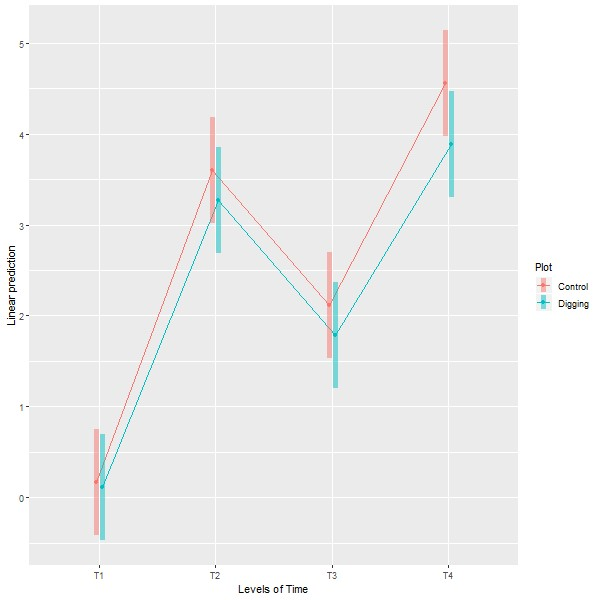 5
4
3
2
1
0
Linear prediction
T1 T2 T3 T4
Levels of Time
Plot
Control
Digging